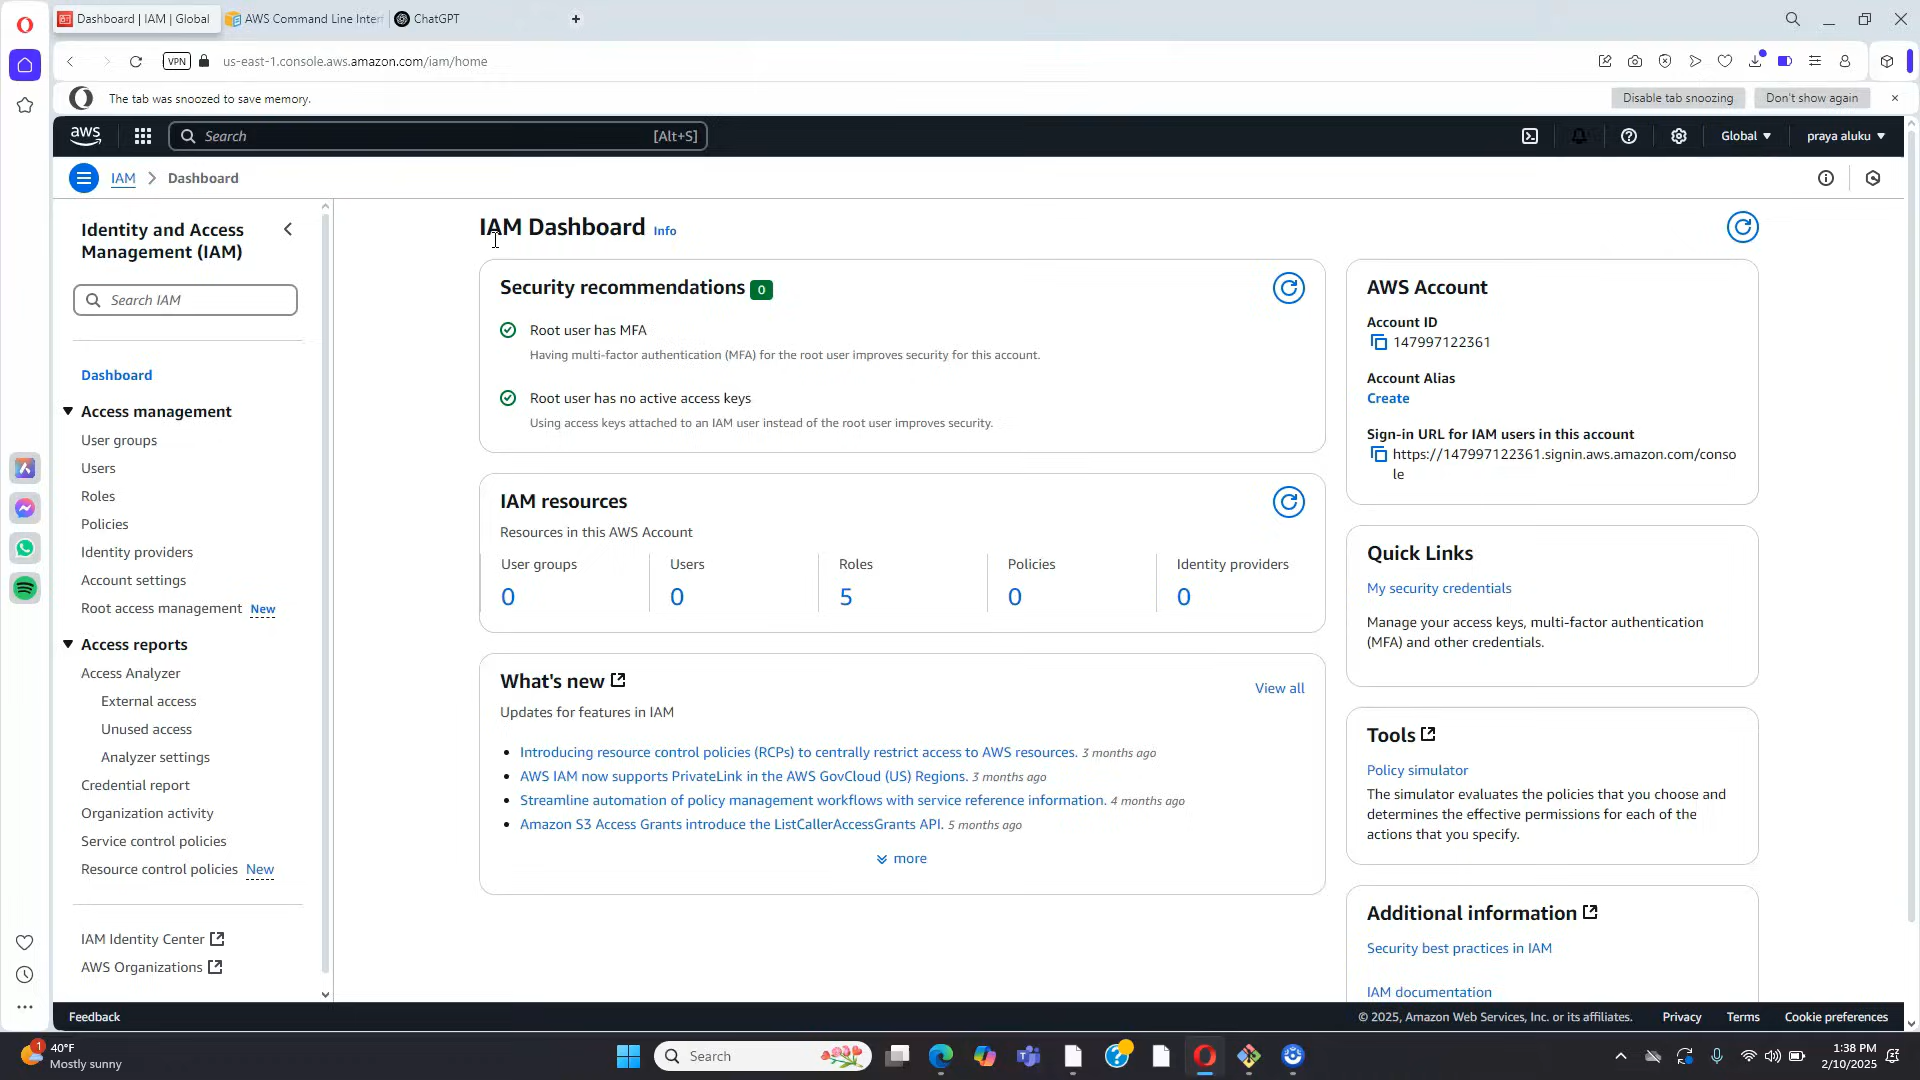 Dashboard | IAM | Global
AWS Command Line Inter
ChatGPT
VPN
us-east-1.console.aws.amazon.com/iam/home
The tab was snoozed to save memory.
Disable tab snoozing
Don't show again
aws
Search
[Alt+S]
Global
praya aluku
IAM
Dashboard
Identity and Access
Management (IAM)
Search IAM
Dashboard
Access management
User groups
Users
Roles
Policies
Identity providers
Account settings
Root access management New
Access reports
Access Analyzer
External access
Unused access
Analyzer settings
Credential report
Organization activity
Service control policies
Resource control policies New
IAM Identity Center
AWS Organizations
IAM Dashboard Info
Security recommendations 0
Root user has MFA
Having multi-factor authentication (MFA) for the root user improves security for this account.
Root user has no active access keys
Using access keys attached to an IAM user instead of the root user improves security.
IAM resources
Resources in this AWS Account
User groups
0
Users
0
Roles
5
Policies
0
Identity providers
0
What's new
View all
Updates for features in IAM
Introducing resource control policies (RCPs) to centrally restrict access to AWS resources. 3 months ago
AWS IAM now supports PrivateLink in the AWS GovCloud (US) Regions. 3 months ago
Streamline automation of policy management workflows with service reference information. 4 months ago
Amazon S3 Access Grants introduce the ListCallerAccessGrants API. 5 months ago
more
AWS Account
Account ID
147997122361
Account Alias
Create
Sign-in URL for IAM users in this account
https://147997122361.signin.aws.amazon.com/conso
le
Quick Links
My security credentials
Manage your access keys, multi-factor authentication
(MFA) and other credentials.
Tools
Policy simulator
The simulator evaluates the policies that you choose and
determines the effective permissions for each of the
actions that you specify.
Additional information
Security best practices in IAM
IAM documentation
Feedback
© 2025, Amazon Web Services, Inc. or its affiliates.
Privacy
Terms
Cookie preferences
1
40°F
Mostly sunny
Search
1:38 PM
2/10/2025